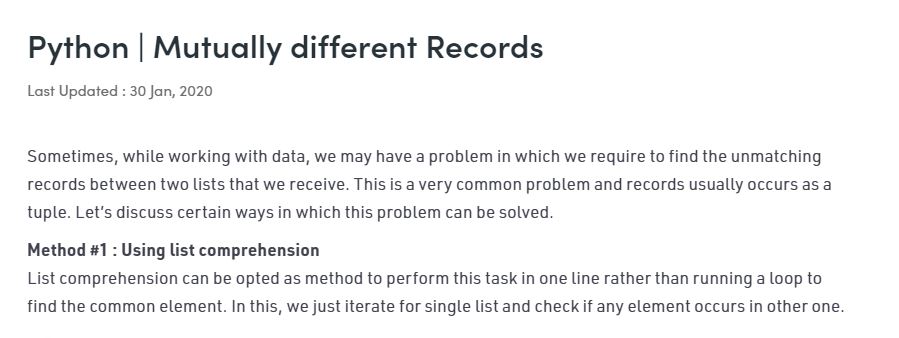 Python | Mutually different Records
Last Updated : 30 Jan, 2020
Sometimes, while working with data, we may have a problem in which we require to find the unmatching
records between two lists that we receive. This is a very common problem and records usually occurs as a
tuple. Let’s discuss certain ways in which this problem can be solved.
Method #1 : Using list comprehension
List comprehension can be opted as method to perform this task in one line rather than running a loop to
find the common element. In this, we just iterate for single list and check if any element occurs in other one.